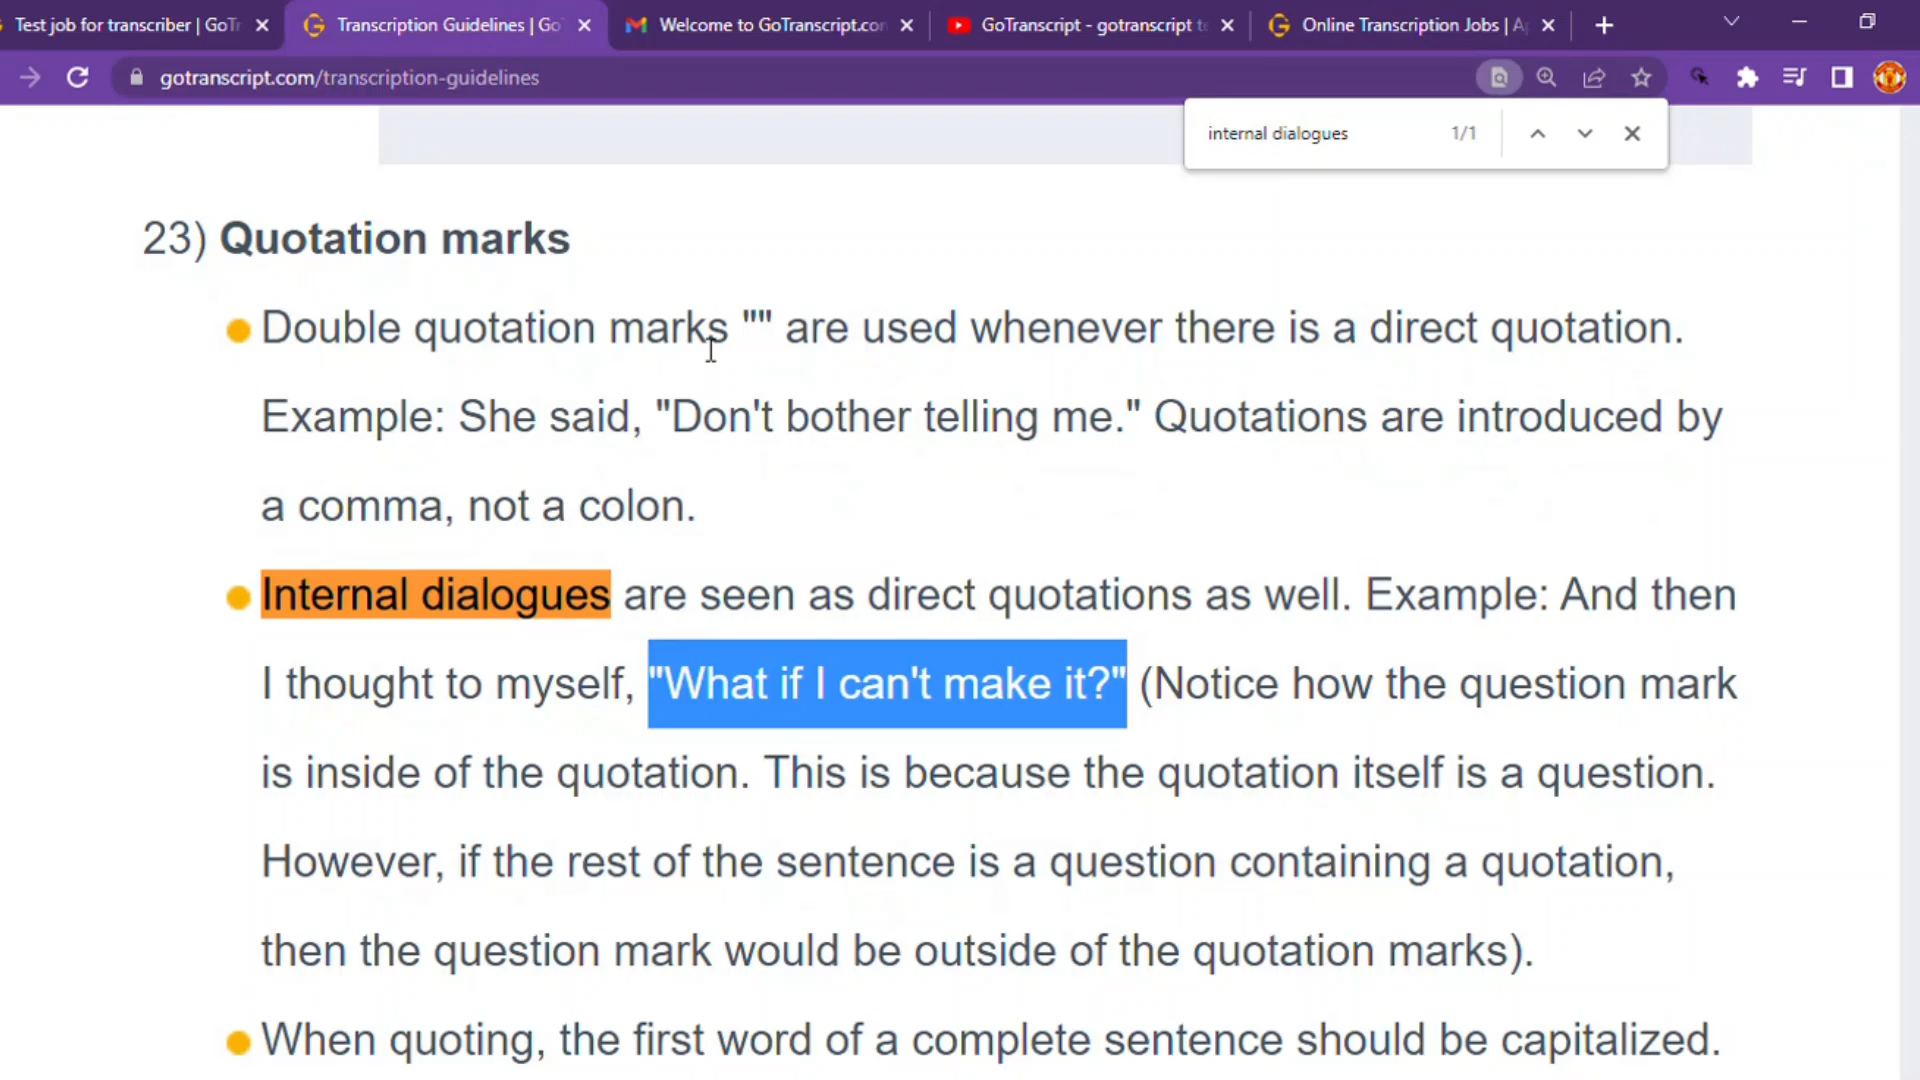 Test job for transcriber | GoTr
Transcription Guidelines | Go
Welcome to GoTranscript.con
GoTranscript - gotranscript te
Online Transcription Jobs | Ap
gotranscript.com/transcription-guidelines
internal dialogues 1/1
23) Quotation marks
Double quotation marks "" are used whenever there is a direct quotation.
Example: She said, "Don't bother telling me." Quotations are introduced by
a comma, not a colon.
Internal dialogues are seen as direct quotations as well. Example: And then
I thought to myself, "What if I can't make it?" (Notice how the question mark
is inside of the quotation. This is because the quotation itself is a question.
However, if the rest of the sentence is a question containing a quotation,
then the question mark would be outside of the quotation marks).
When quoting, the first word of a complete sentence should be capitalized.